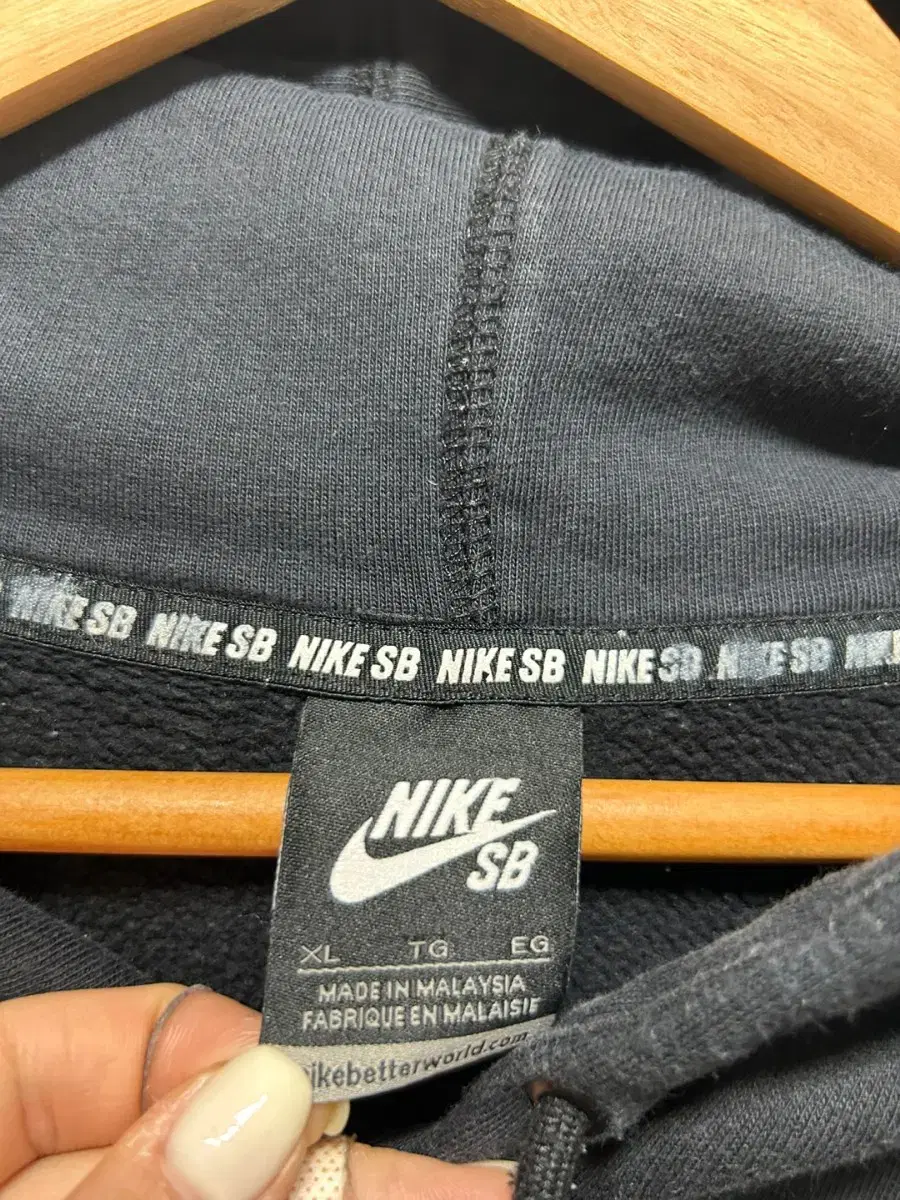 NIKE SB NIKE SB NIKE SB NIKE SB NIKE SB NIKE SB
NIKE
SB
XL TG EG
MADE IN MALAYSIA
FABRIQUE EN MALAISIE
nikebetterworld.com